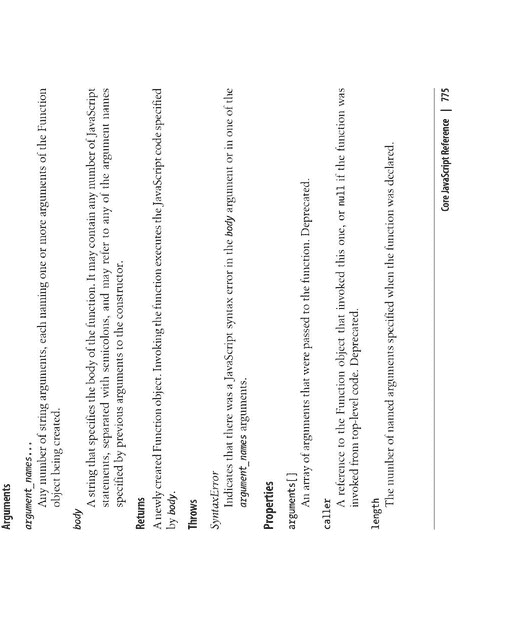 Arguments
argument_names...
Any number of string arguments, each naming one or more arguments of the Function
object being created.
body
A string that specifies the body of the function. It may contain any number of JavaScript
statements, separated with semicolons, and may refer to any of the argument names
specified by previous arguments to the constructor.
Returns
A newly created Function object. Invoking the function executes the JavaScript code specified
by body.
Throws
SyntaxError
Indicates that there was a JavaScript syntax error in the body argument or in one of the
argument_names arguments.
Properties
arguments[]
An array of arguments that were passed to the function. Deprecated.
caller
A reference to the Function object that invoked this one, or null if the function was
invoked from top-level code. Deprecated.
length
The number of named arguments specified when the function was declared.
Core JavaScript Reference | 775